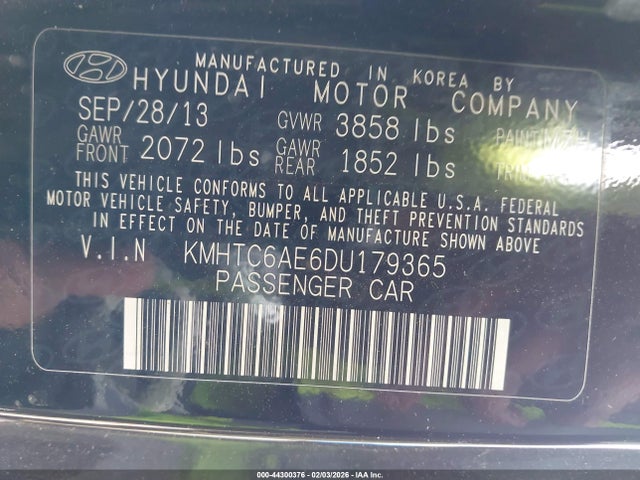 MANUFACTURED IN KOREA BY
HYUNDAI MOTOR COMPANY
SEP/28/13 GVWR 3858 lbs PAINT
GAWR FRONT 2072 lbs GAWR REAR 1852 lbs
THIS VEHICLE CONFORMS TO ALL APPLICABLE U.S.A. FEDERAL
MOTOR VEHICLE SAFETY, BUMPER, AND THEFT PREVENTION STANDARDS
IN EFFECT ON THE DATE OF MANUFACTURE SHOWN ABOVE
V.I.N KMHTC6AE6DU179365
PASSENGER CAR
000-44300376 - 02/03/2026 - IAA Inc.